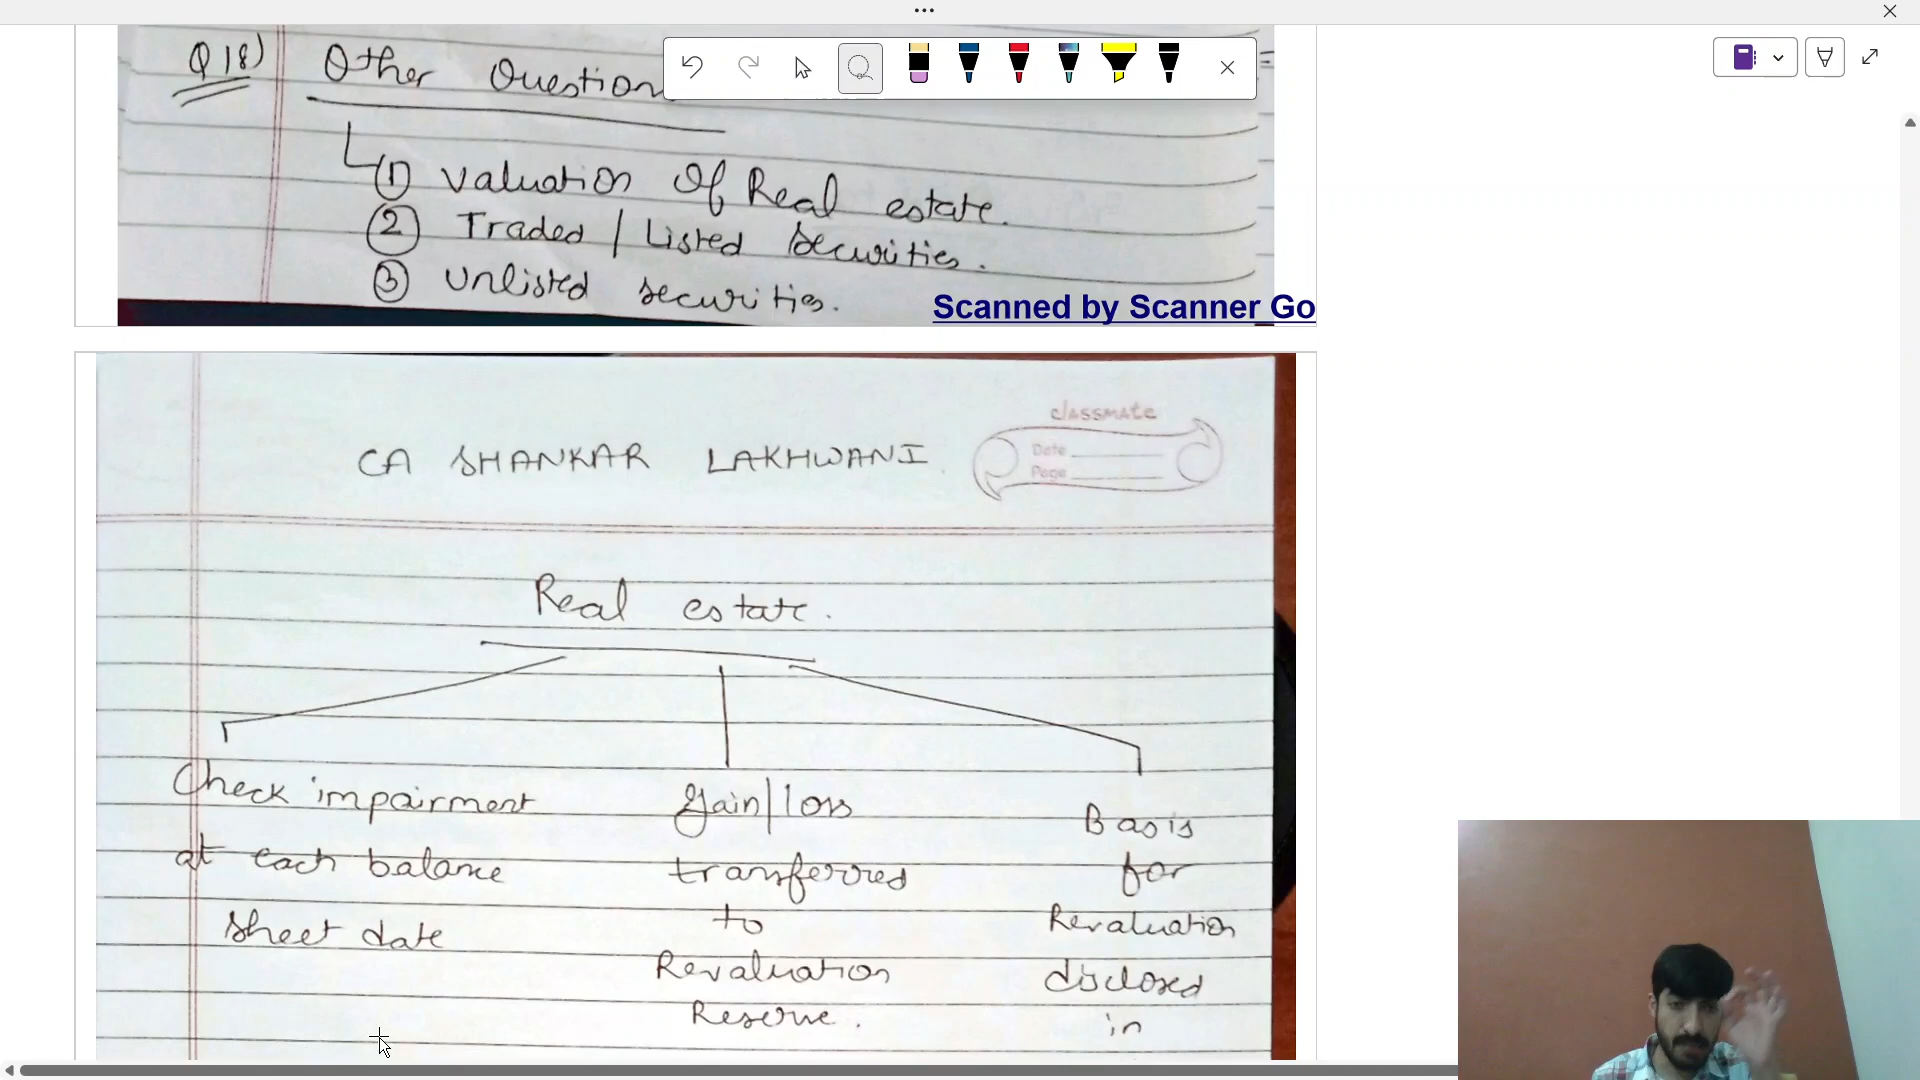 Q18) Other Question
① Valuation Of Real estate.
② Traded / Listed Securities.
③ Unlisted securities.
Scanned by Scanner Go
classmate
Date
Page
CA SHANKAR LAKHWANI
Real estate.
Check impairment
at each balance
sheet date
Gain/loss
transferred
to
Revaluation
Reserve.
Basis
for
Revaluation
disclosed
in